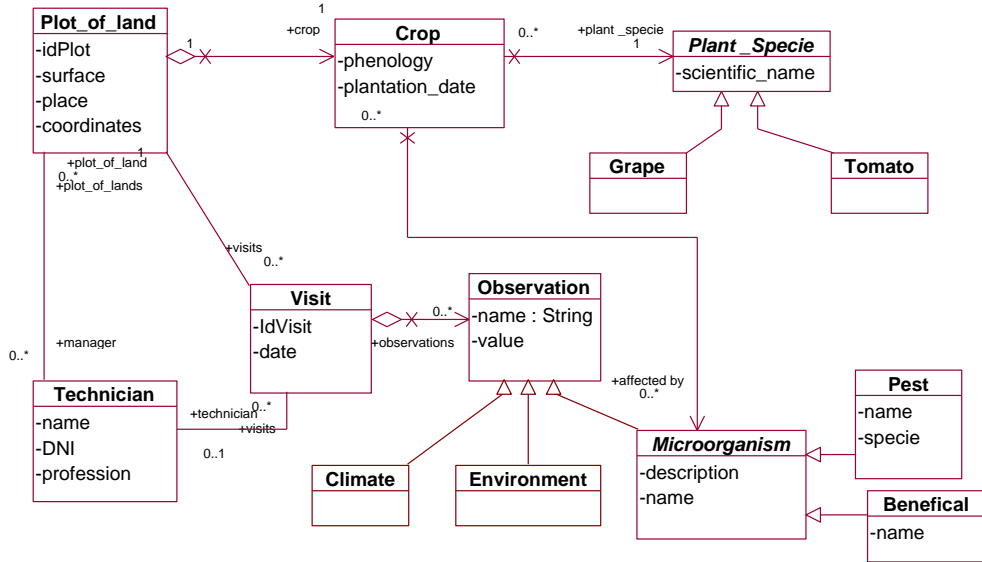 Plot_of_land
-idPlot
-surface
-place
-coordinates
1
+crop
1
Crop
-phenology
-plantation_date
0..*
0..*
+plant _specie
1
Plant _Specie
-scientific_name
Grape
Tomato
1
+plot_of_land
0..*
+plot_of_lands
+visits
0..*
Visit
-IdVisit
-date
0..*
+observations
Observation
-name : String
-value
+manager
0..*
Technician
-name
-DNI
-profession
+technician
0..*
+visits
0..1
+affected by
0..*
Climate
Environment
Microorganism
-description
-name
Pest
-name
-specie
Benefical
-name